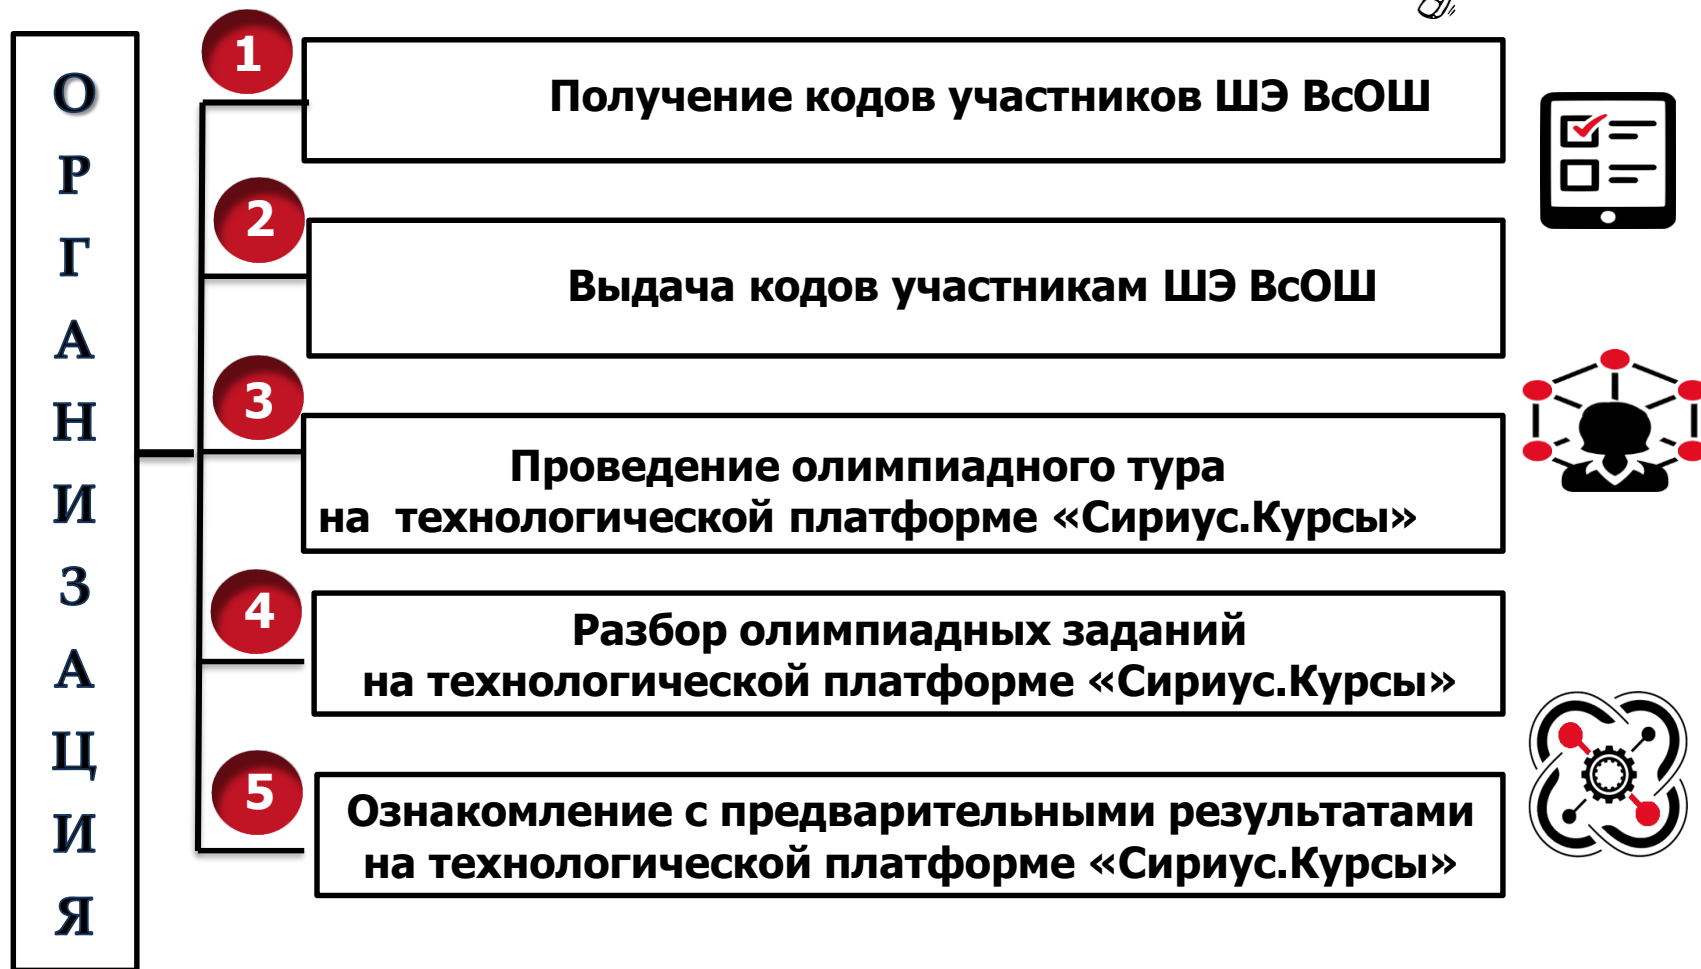 ОРГАНИЗАЦИЯ
1
Получение кодов участников ШЭ ВсОШ
2
Выдача кодов участникам ШЭ ВсОШ
3
Проведение олимпиадного тура
на технологической платформе «Сириус.Курсы»
4
Разбор олимпиадных заданий
на технологической платформе «Сириус.Курсы»
5
Ознакомление с предварительными результатами
на технологической платформе «Сириус.Курсы»